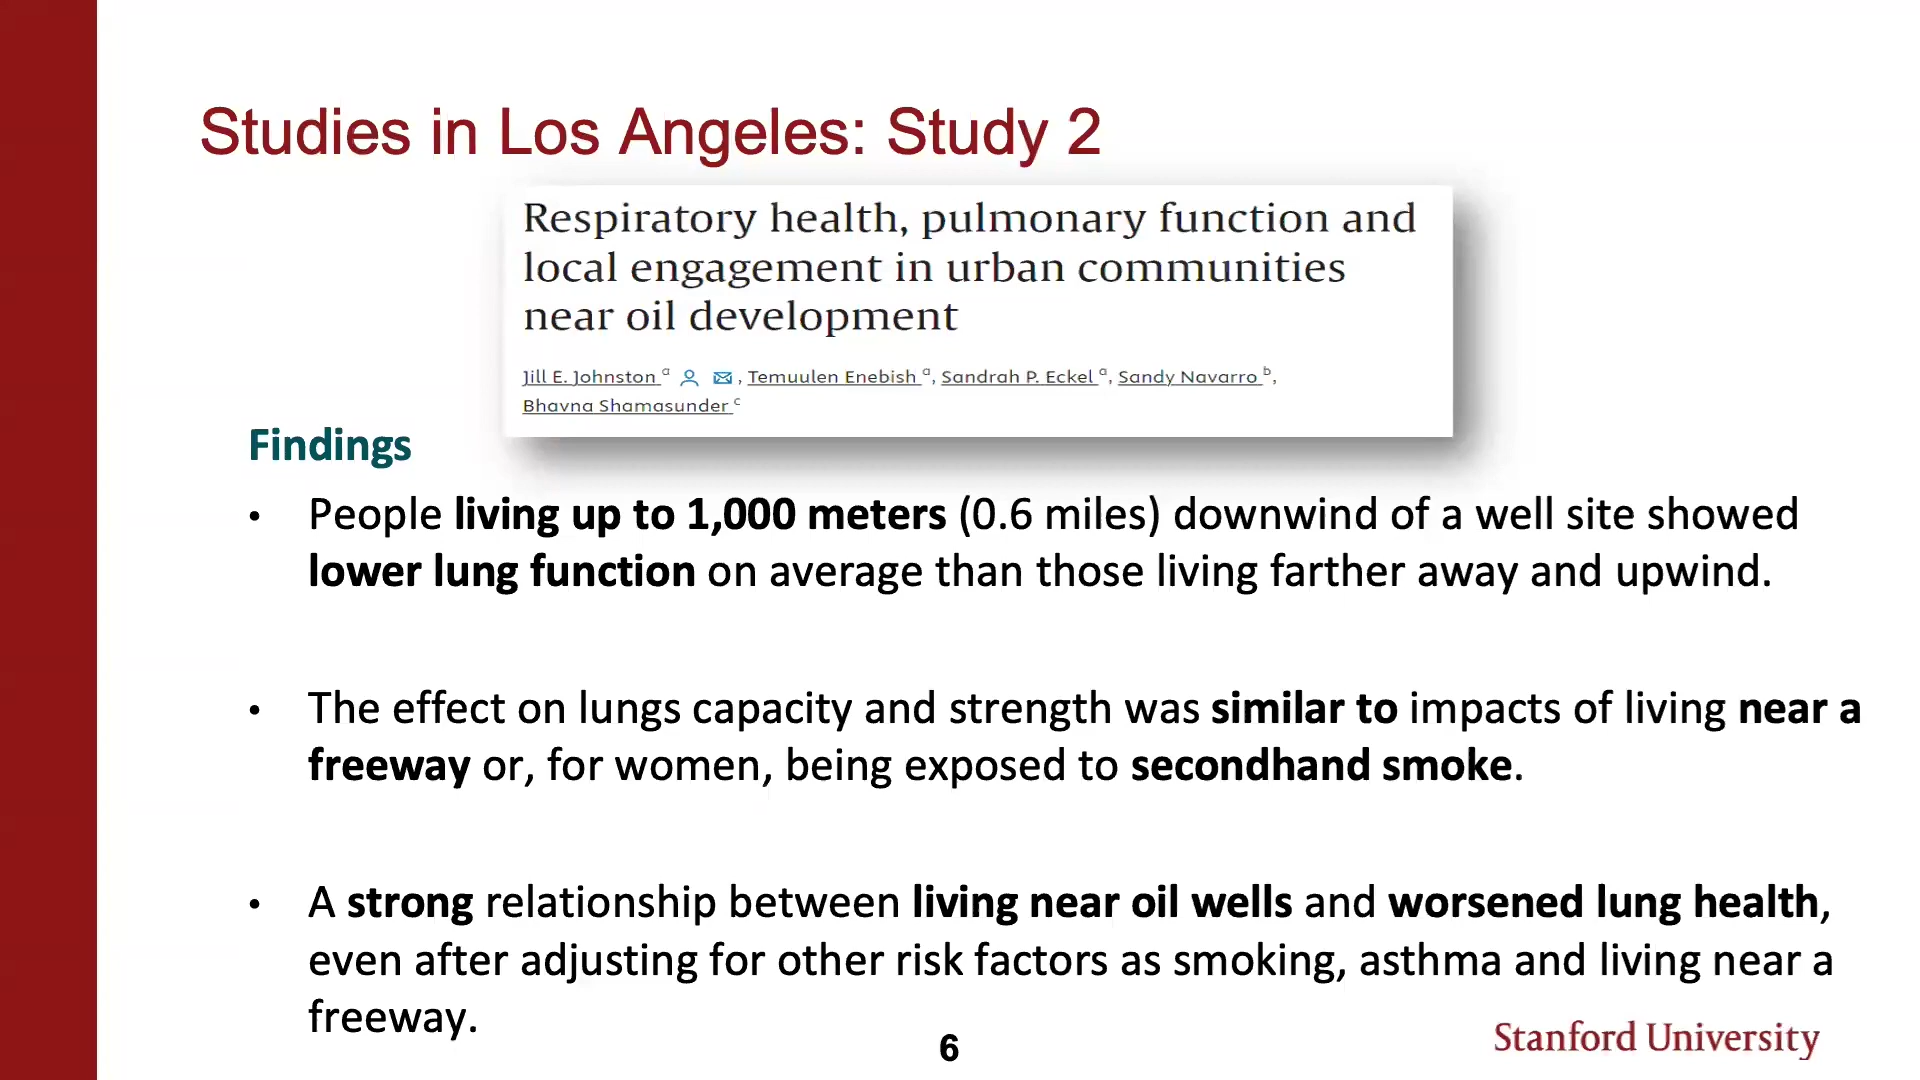 Studies in Los Angeles: Study 2
Respiratory health, pulmonary function and
local engagement in urban communities
near oil development
Jill E. Johnston a , Temuulen Enebish a, Sandrah P. Eckel a, Sandy Navarro b,
Bhavna Shamasunder c
Findings
• People living up to 1,000 meters (0.6 miles) downwind of a well site showed
lower lung function on average than those living farther away and upwind.
• The effect on lungs capacity and strength was similar to impacts of living near a
freeway or, for women, being exposed to secondhand smoke.
• A strong relationship between living near oil wells and worsened lung health,
even after adjusting for other risk factors as smoking, asthma and living near a
freeway.
6
Stanford University